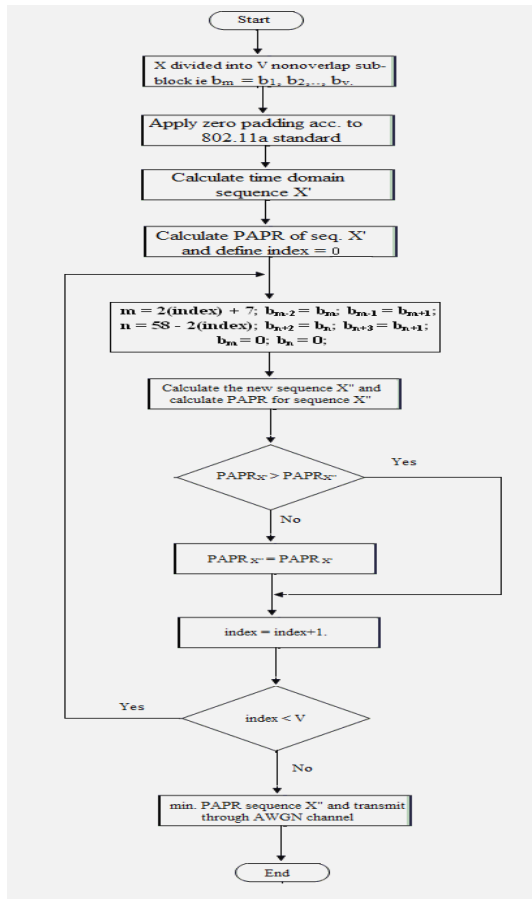 Start
X divided into V nonoverlap sub-
block ie bm = b1, b2,.., bv.
Apply zero padding acc. to
802.11a standard
Calculate time domain
sequence X'
Calculate PAPR of seq. X'
and define index = 0
m = 2(index) + 7; bm-2 = bm; bm-1 = bm+1;
n = 58 - 2(index); bn+2 = bn; bn+3 = bn+1;
bm = 0; bn = 0;
Calculate the new sequence X" and
calculate PAPR for sequence X"
PAPRX' > PAPRX"
Yes
No
PAPRX" = PAPRX'
index = index+1.
Yes
index < V
No
min. PAPR sequence X" and transmit
through AWGN channel
End